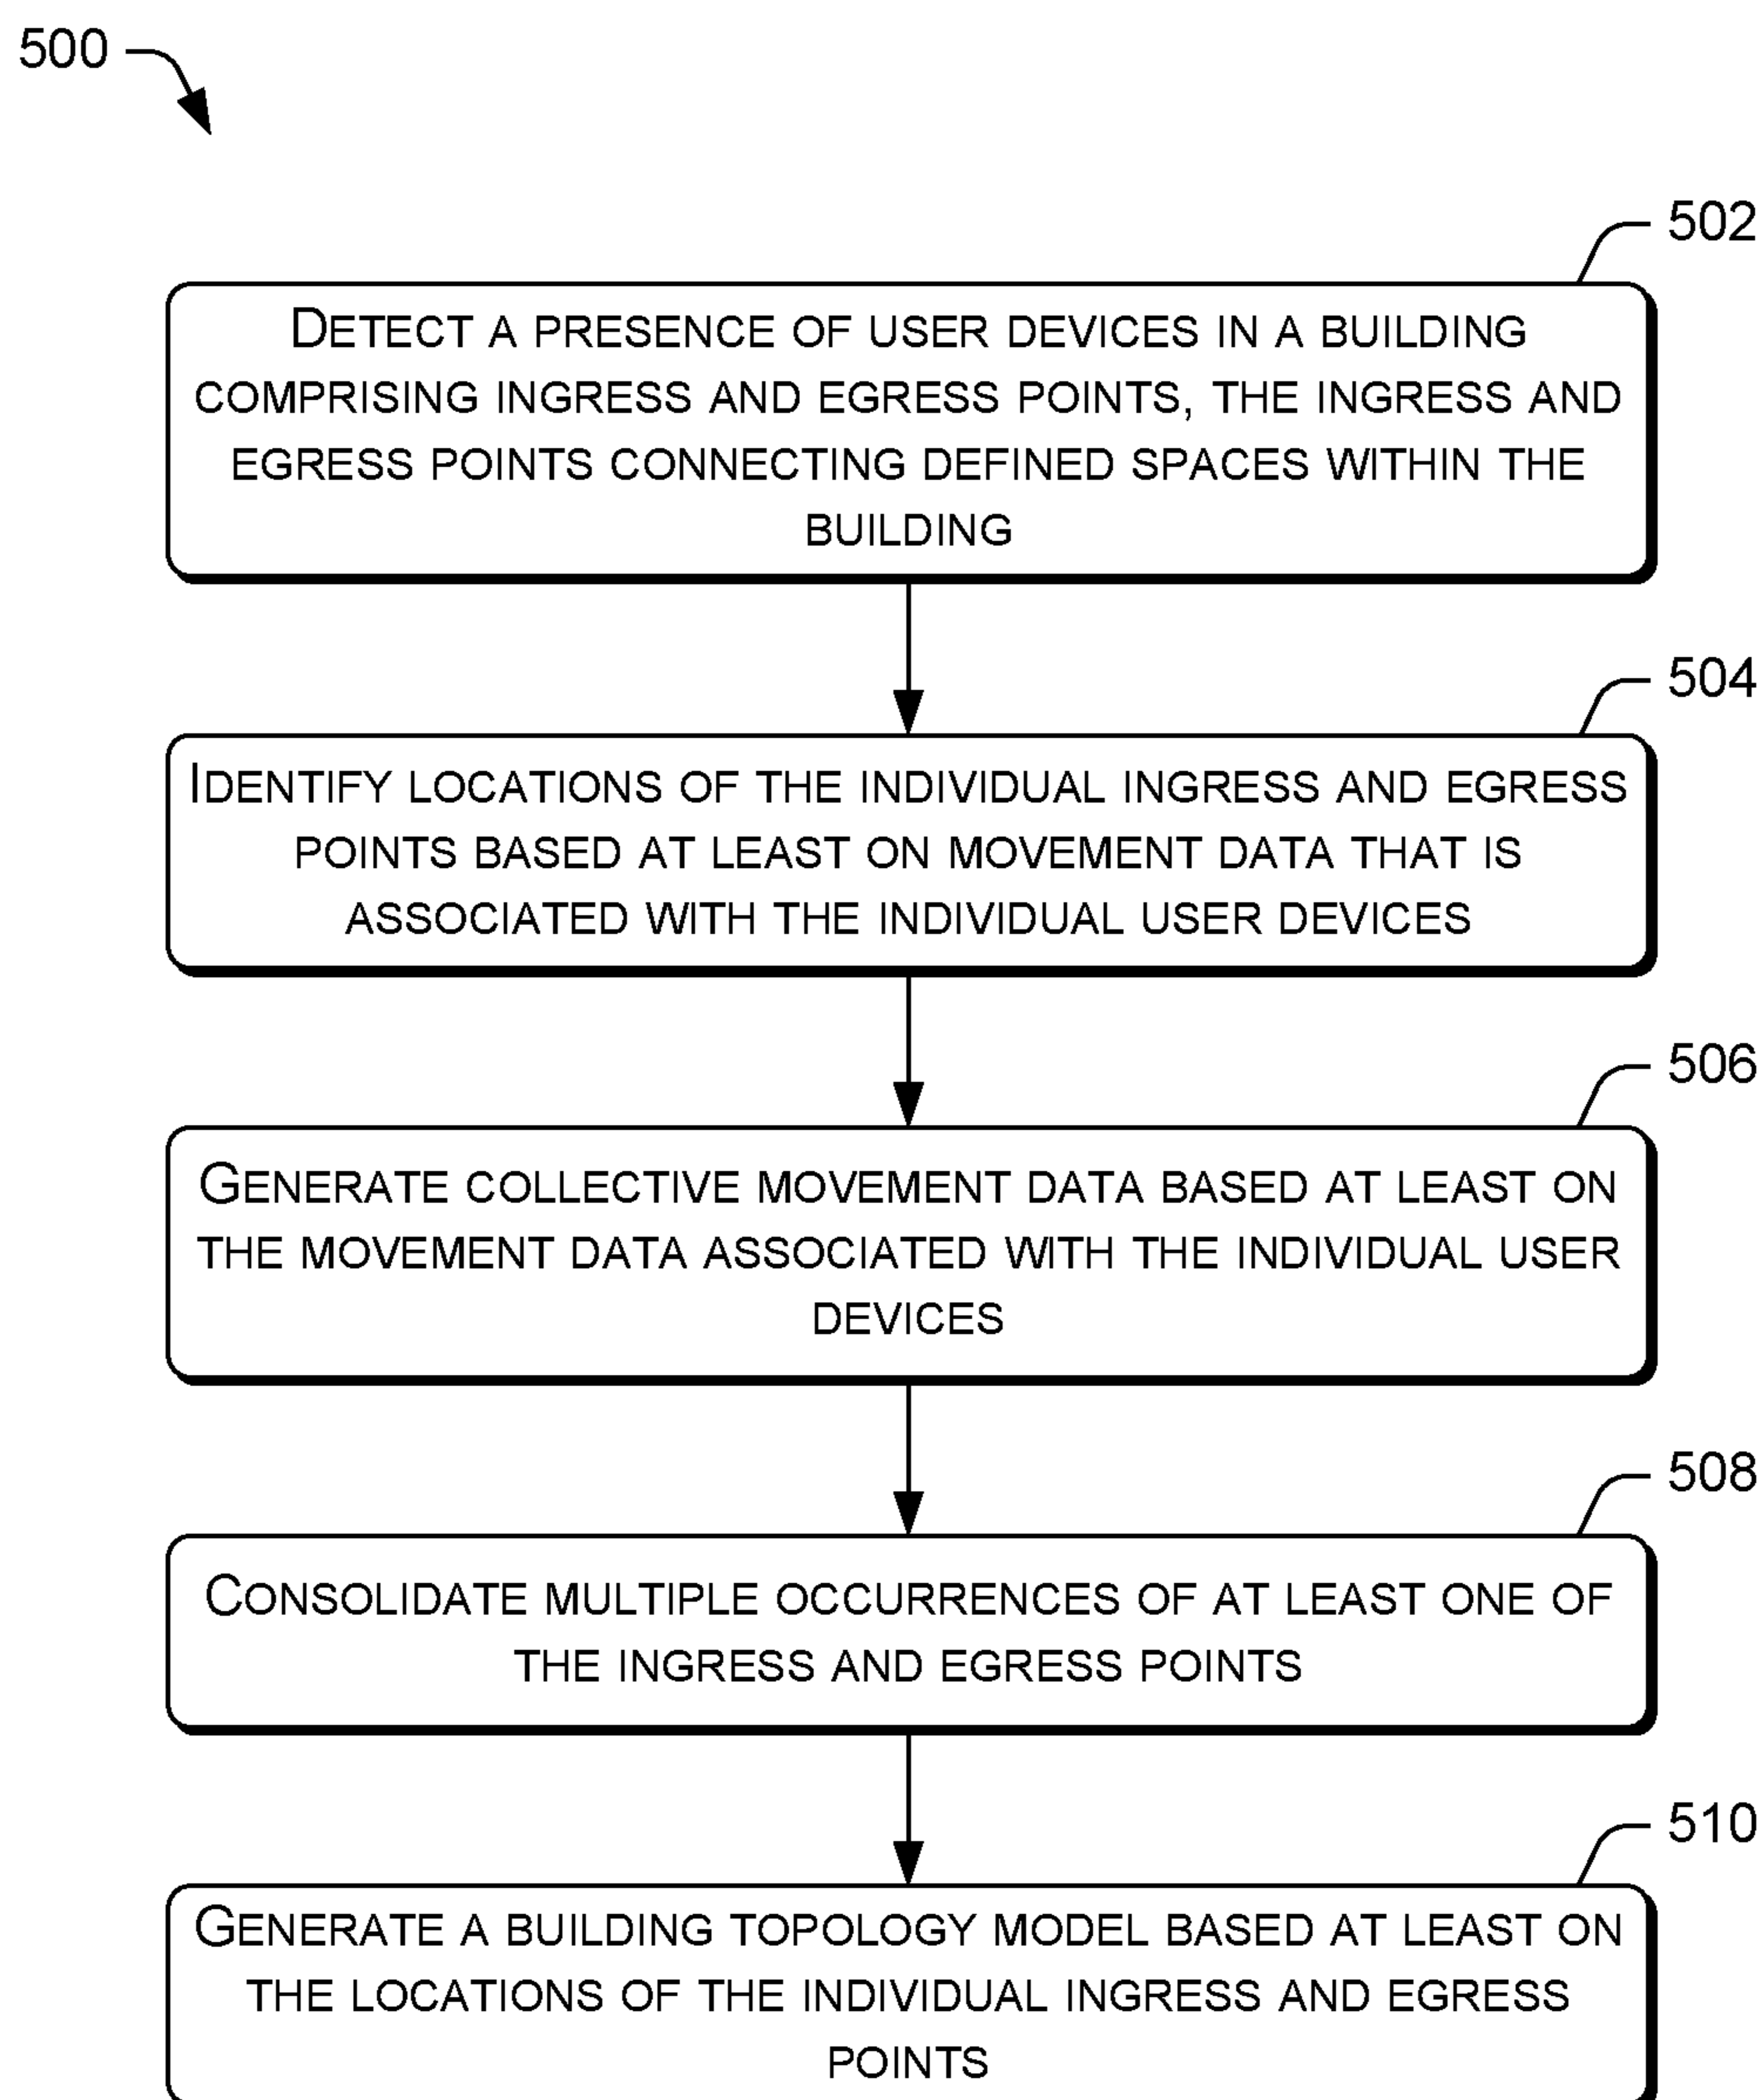 500
502
DETECT A PRESENCE OF USER DEVICES IN A BUILDING
COMPRISING INGRESS AND EGRESS POINTS, THE INGRESS AND
EGRESS POINTS CONNECTING DEFINED SPACES WITHIN THE
BUILDING
504
IDENTIFY LOCATIONS OF THE INDIVIDUAL INGRESS AND EGRESS
POINTS BASED AT LEAST ON MOVEMENT DATA THAT IS
ASSOCIATED WITH THE INDIVIDUAL USER DEVICES
506
GENERATE COLLECTIVE MOVEMENT DATA BASED AT LEAST ON
THE MOVEMENT DATA ASSOCIATED WITH THE INDIVIDUAL USER
DEVICES
508
CONSOLIDATE MULTIPLE OCCURRENCES OF AT LEAST ONE OF
THE INGRESS AND EGRESS POINTS
510
GENERATE A BUILDING TOPOLOGY MODEL BASED AT LEAST ON
THE LOCATIONS OF THE INDIVIDUAL INGRESS AND EGRESS
POINTS